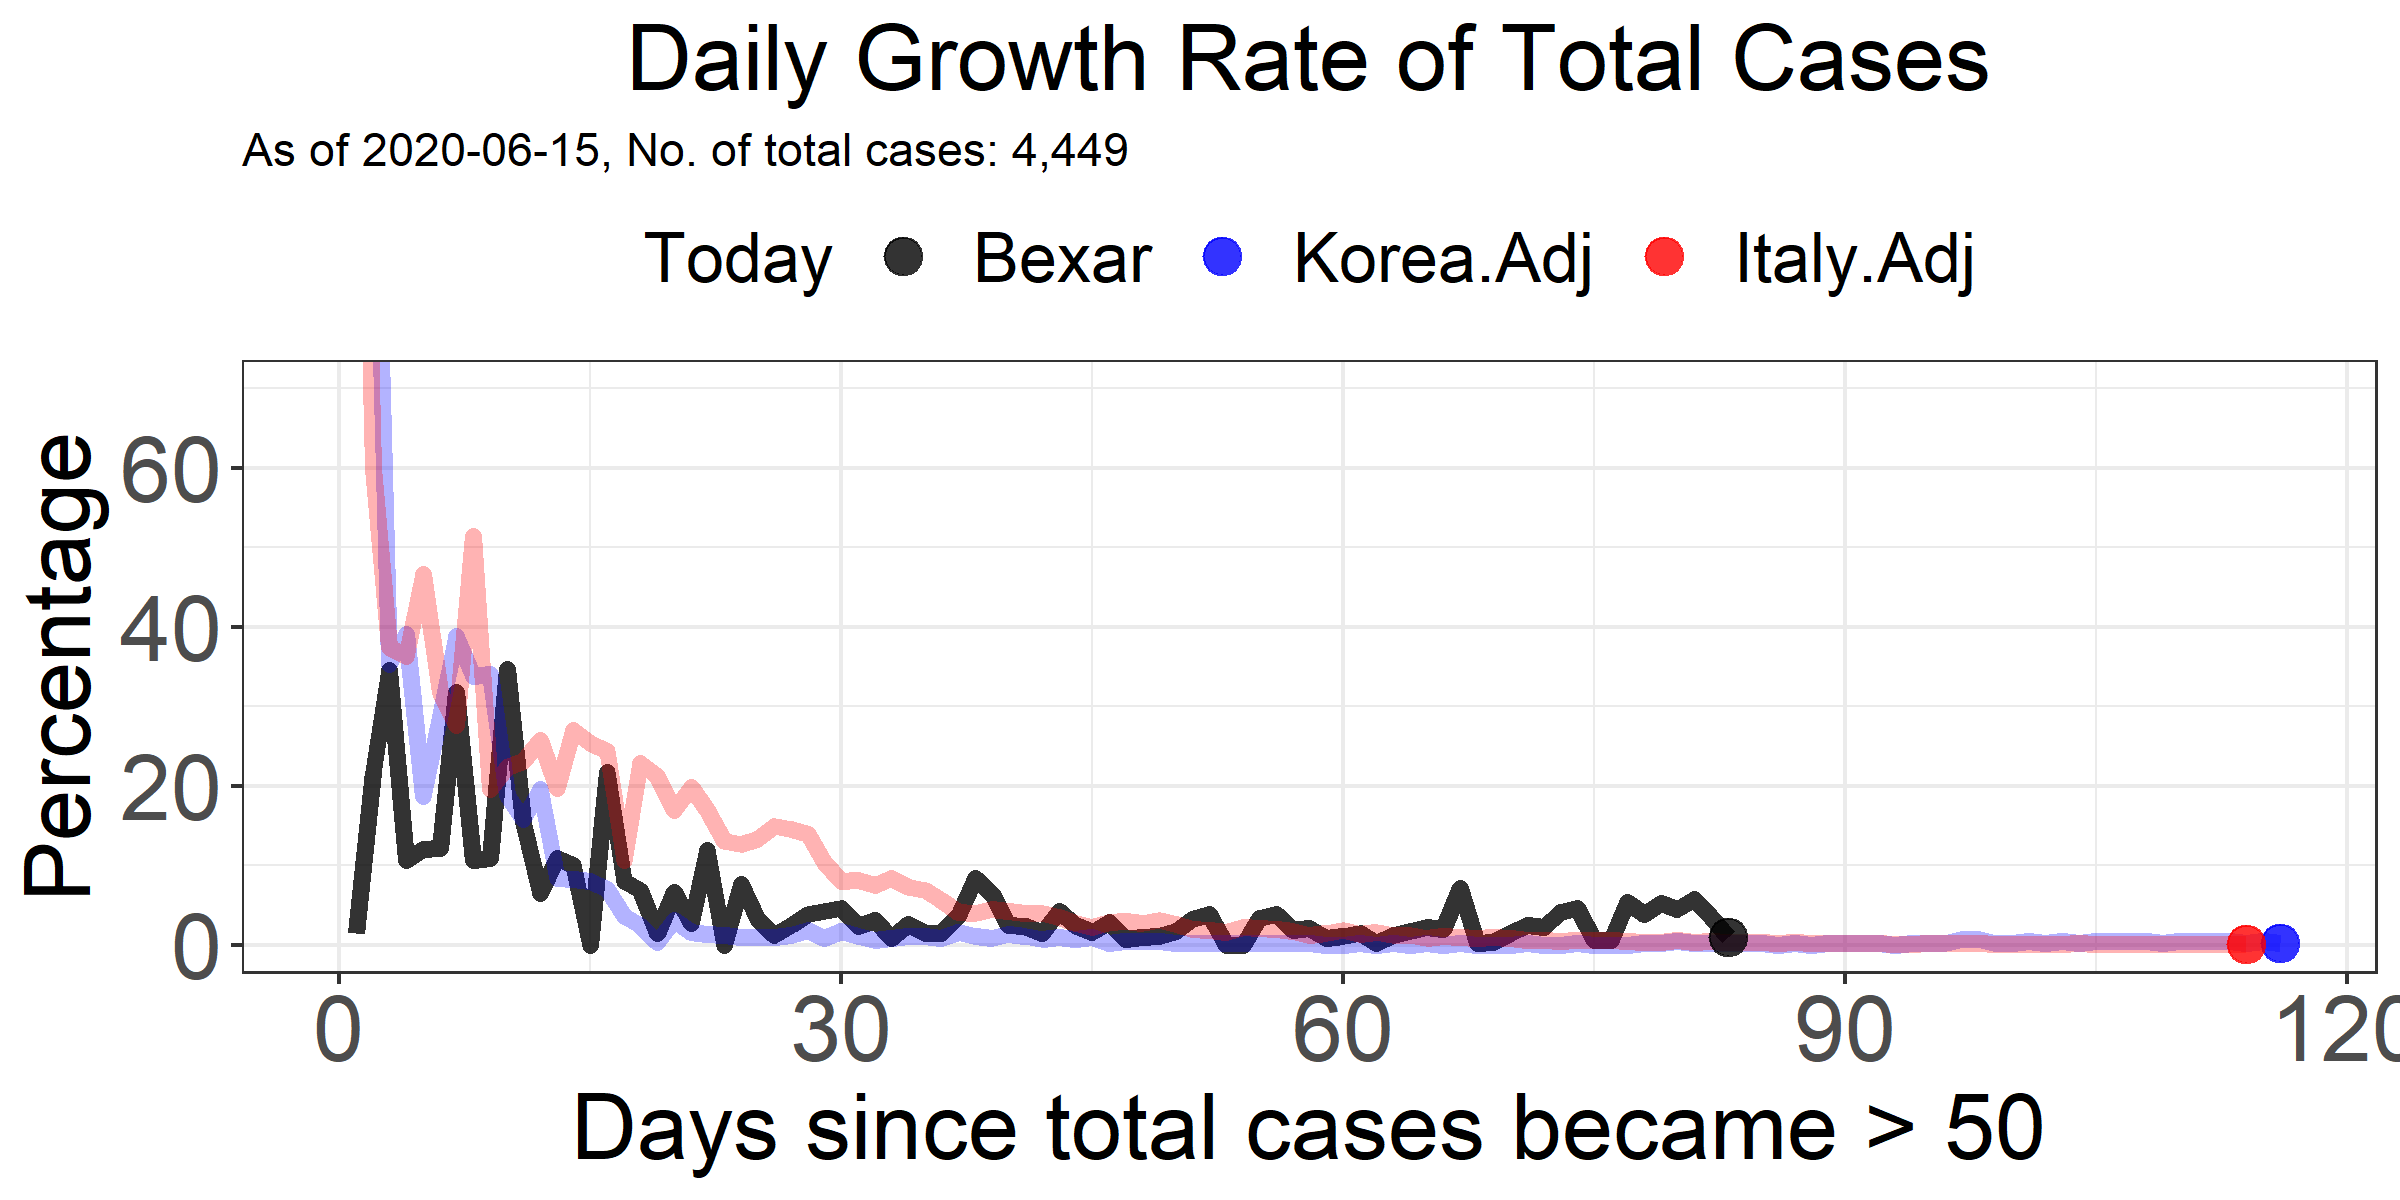 Daily Growth Rate of Total Cases
As of 2020-06-15, No. of total cases: 4,449
Today Bexar Korea.Adj Italy.Adj
Percentage
60
40
20
0
0 30 60 90 120
Days since total cases became > 50